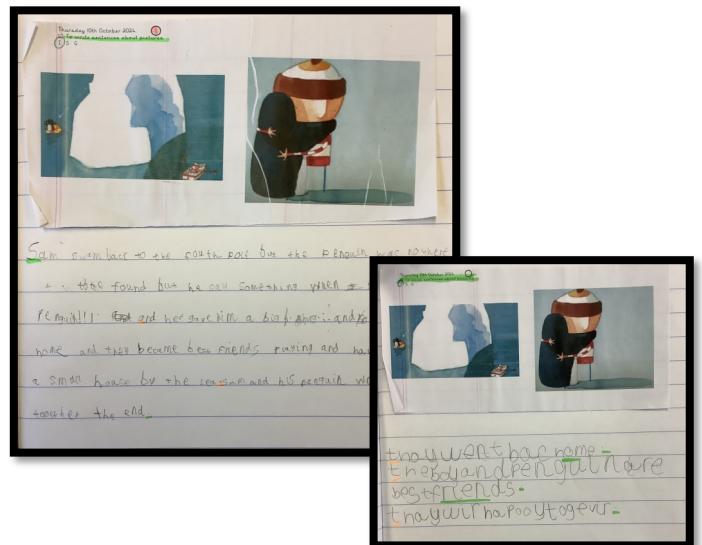 Thursday 10th October 2024
to write sentences about pictures
I S G
Sam swam back to the south pole but the Penguin was nowhere
found but he saw something when
Penguin!!! and he gave him a big and
home and they became best friends playing and
a small house by the sea. sam and his penguin
together the end.
Thursday 10th October 2024
to write sentences about pictures
S G
thay went bac home.
the boy and penguin are
best friends.
thay wir happy togevr.